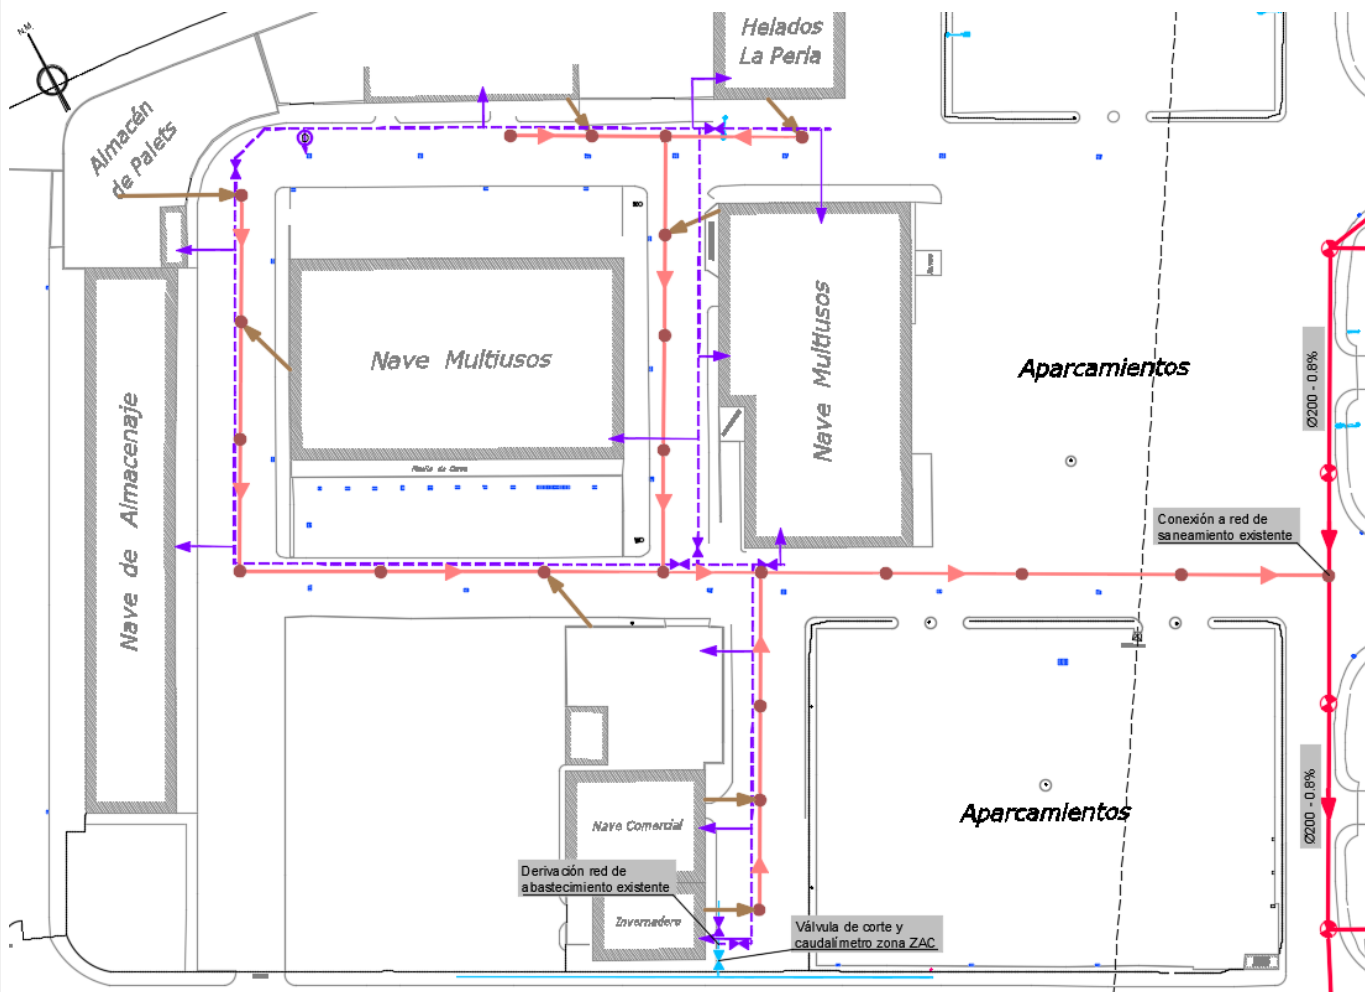 N.M.
Helados
La Perla
Almacén
de Palets
Nave Multiusos
Nave Multiusos
Aparcamientos
Ø200 - 0.8%
Nave de Almacenaje
Conexión a red de
saneamiento existente
Ø200 - 0.8%
Aparcamientos
Nave Comercial
Derivación red de
abastecimiento existente
Invernadero
Válvula de corte y
caudalímetro zona ZAC